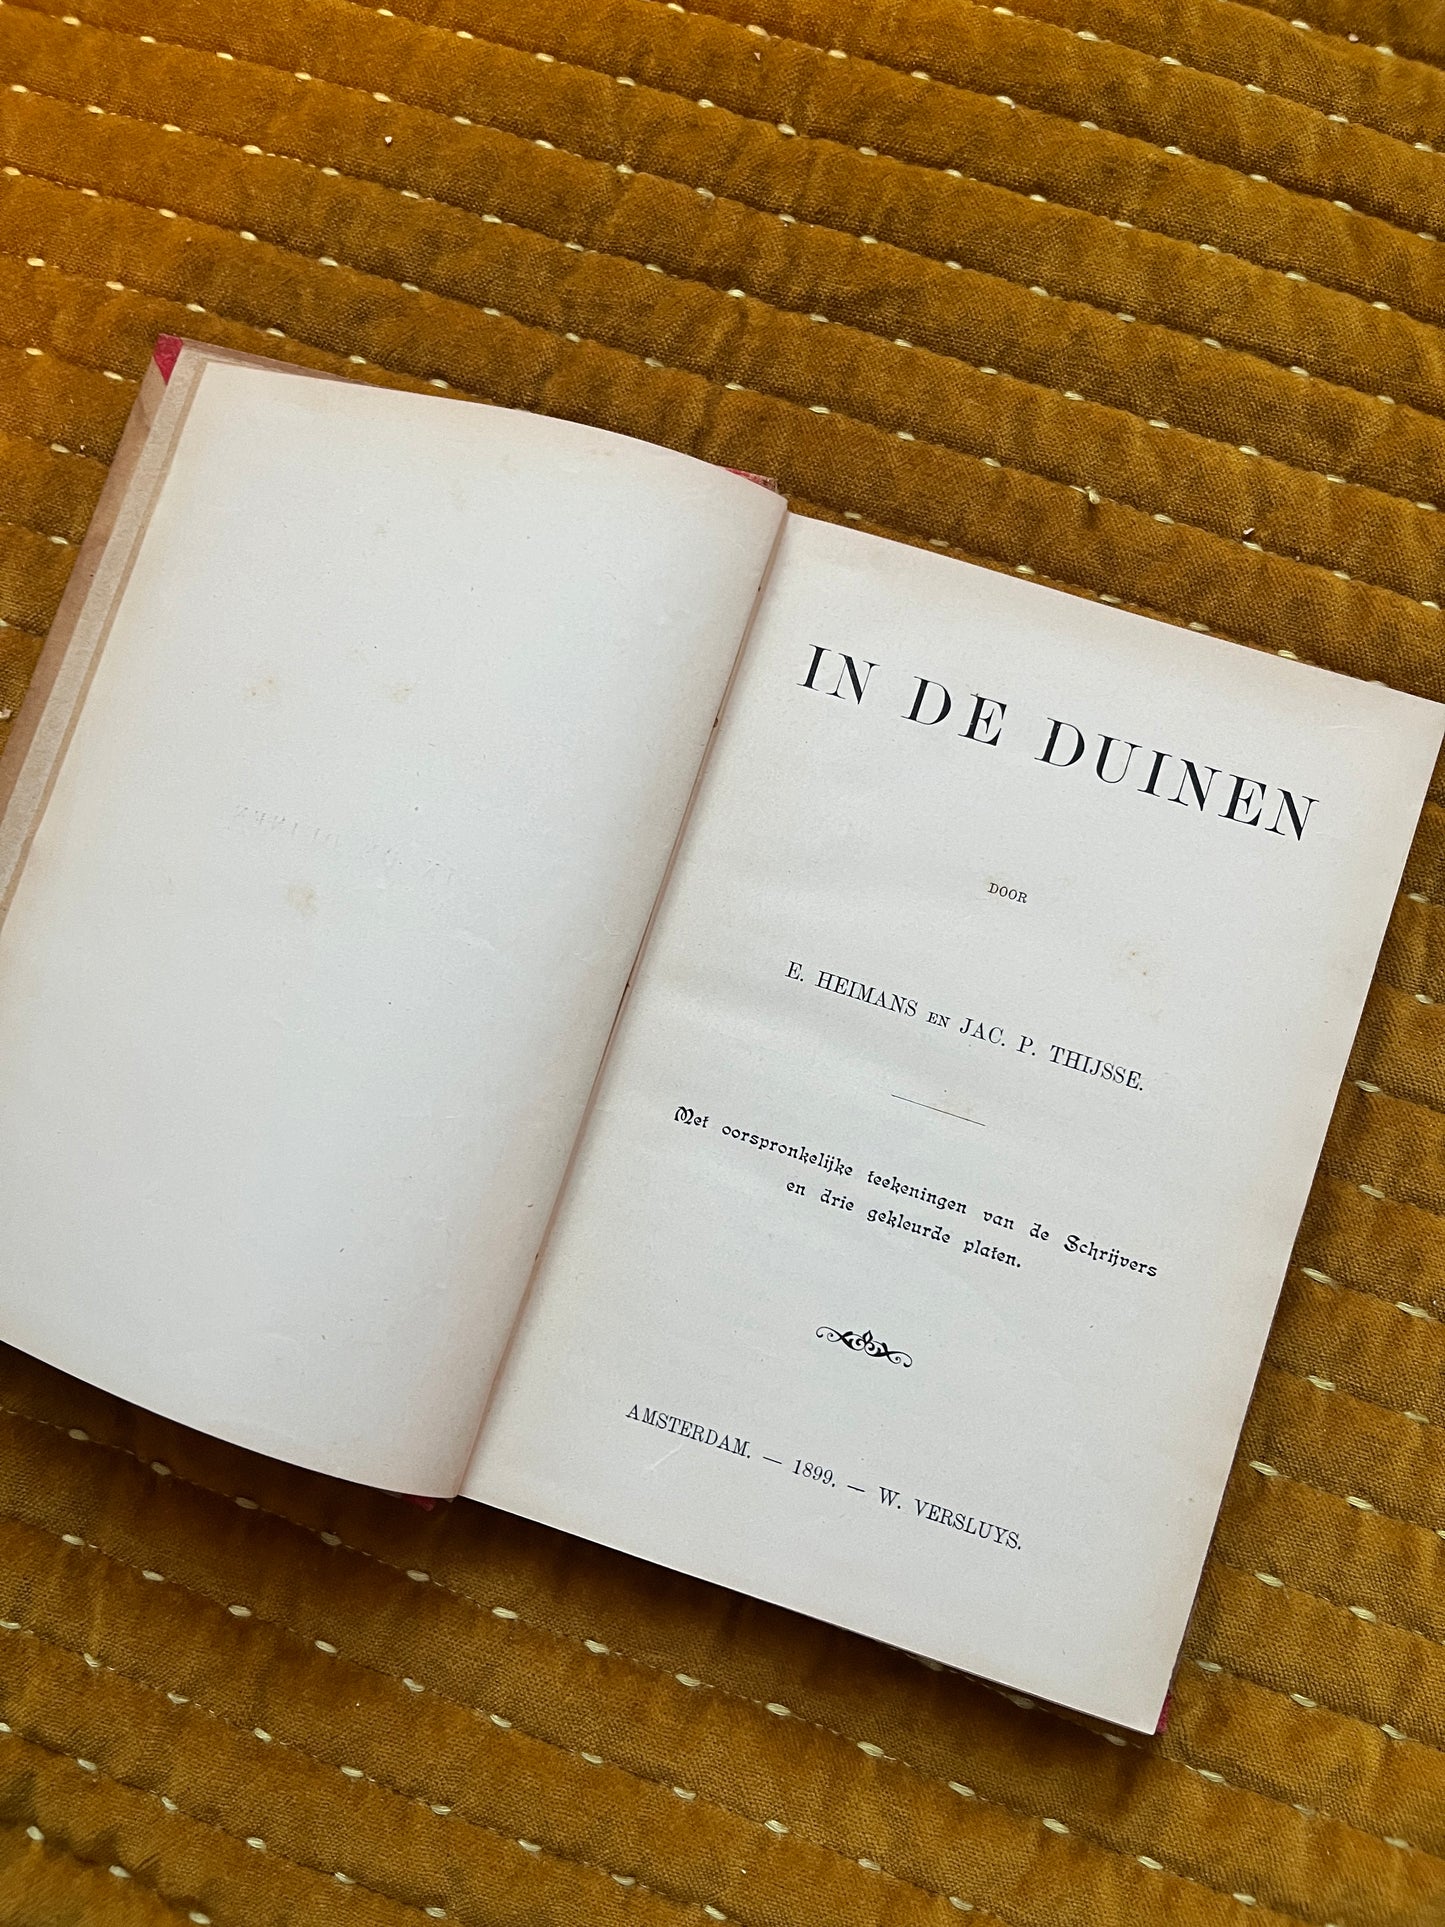 IN DE DUINEN
DOOR
E. HEIMANS EN JAC. P. THIJSSE.
Met oorspronkelijke teekeningen van de Schrijvers
en drie gekleurde platen.
AMSTERDAM. — 1899. — W. VERSLUYS.